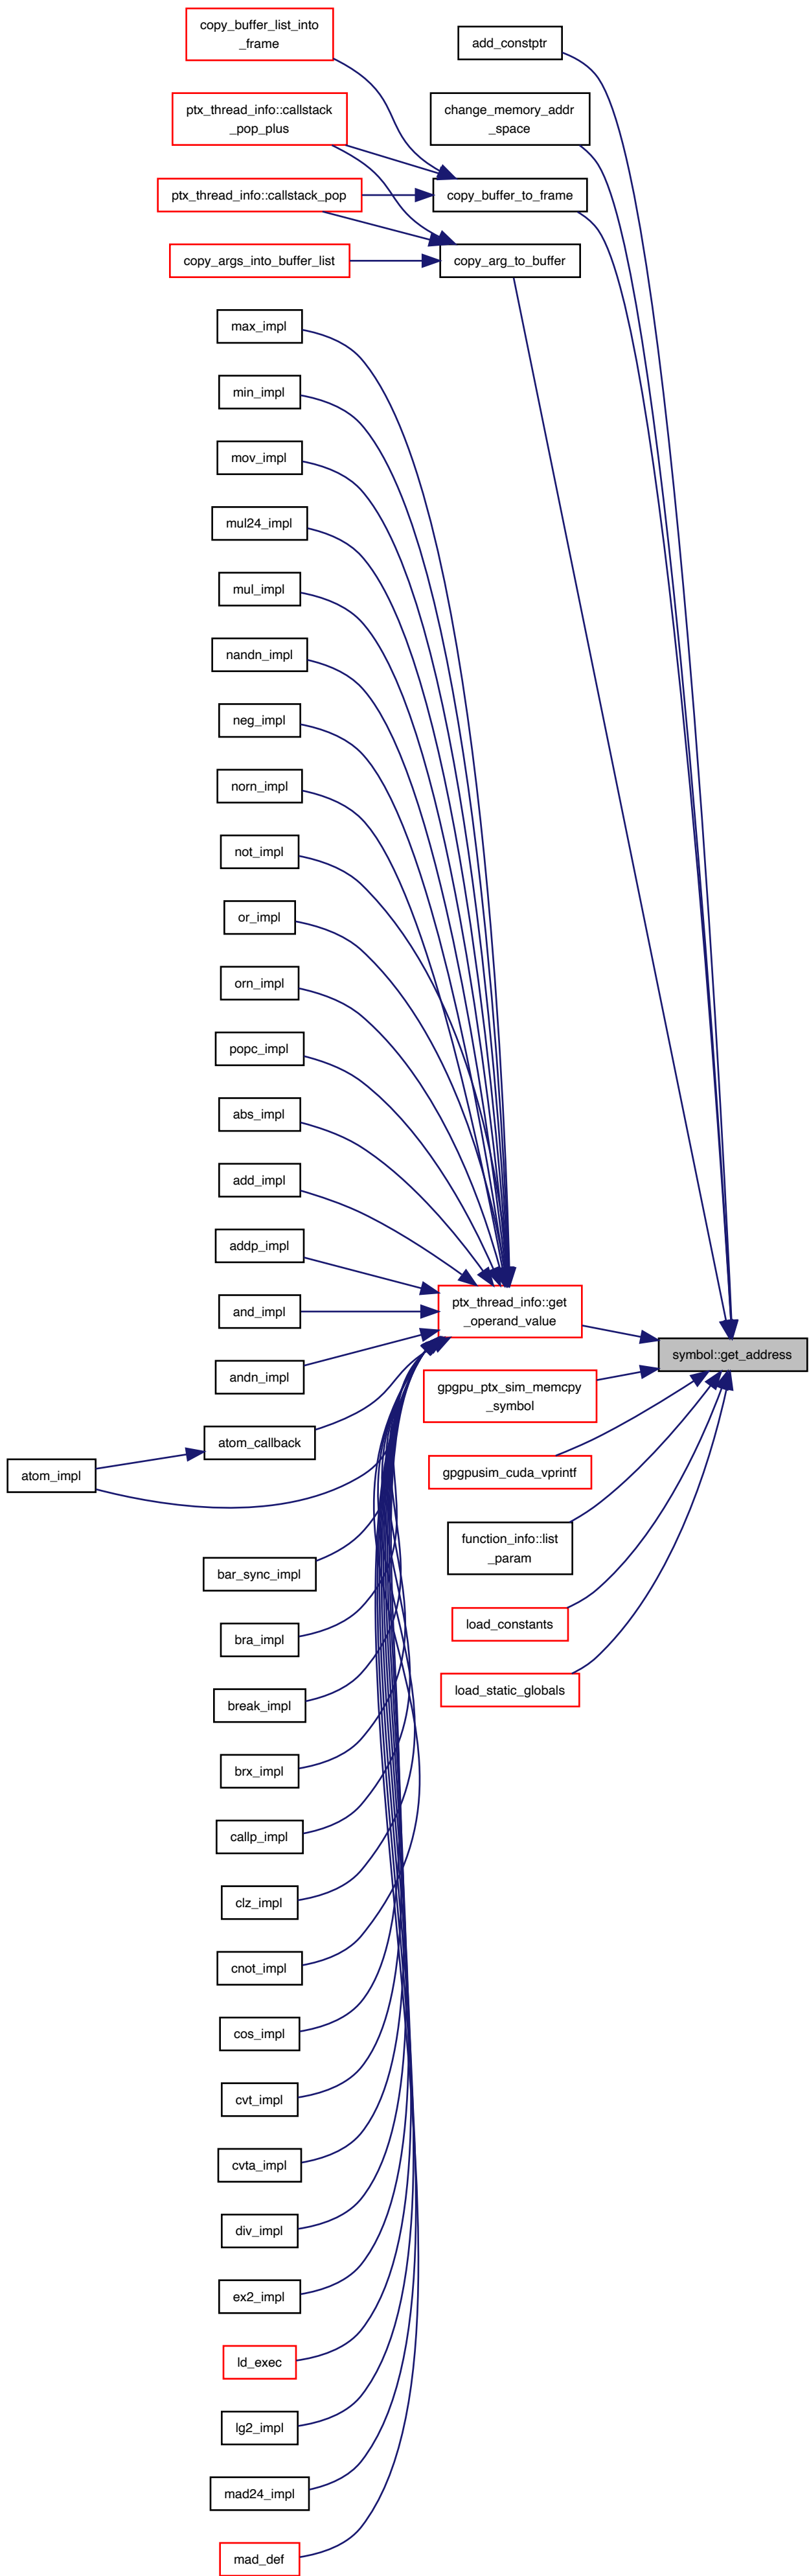 copy_buffer_list_into
_frame
add_constptr
ptx_thread_info::callstack
_pop_plus
change_memory_addr
_space
ptx_thread_info::callstack_pop
copy_buffer_to_frame
copy_args_into_buffer_list
copy_arg_to_buffer
max_impl
min_impl
mov_impl
mul24_impl
mul_impl
nandn_impl
neg_impl
norn_impl
not_impl
or_impl
orn_impl
popc_impl
abs_impl
add_impl
addp_impl
and_impl
ptx_thread_info::get
_operand_value
symbol::get_address
andn_impl
gpgpu_ptx_sim_memcpy
_symbol
atom_callback
atom_impl
gpgpusim_cuda_vprintf
function_info::list
_param
bar_sync_impl
load_constants
bra_impl
load_static_globals
break_impl
brx_impl
callp_impl
clz_impl
cnot_impl
cos_impl
cvt_impl
cvta_impl
div_impl
ex2_impl
ld_exec
lg2_impl
mad24_impl
mad_def